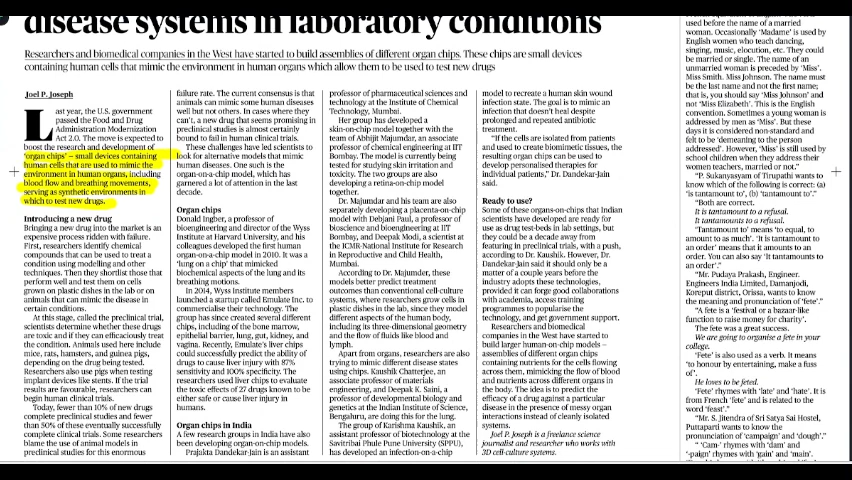 disease systems in laboratory conditions
Researchers and biomedical companies in the West have started to build assemblies of different organ chips. These chips are small devices
containing human cells that mimic the environment in human organs which allow them to be used to test new drugs
Joel P. Joseph
Last year, the U.S. government
passed the Food and Drug
Administration Modernization
Act 2.0. The move is expected to
boost the research and development of
‘organ chips’ – small devices containing
human cells that are used to mimic the
environment in human organs, including
blood flow and breathing movements,
serving as synthetic environments in
which to test new drugs.
Introducing a new drug
Bringing a new drug into the market is an
expensive process ridden with failure.
First, researchers identify chemical
compounds that can be used to treat a
condition using modelling and other
techniques. Then they shortlist those that
perform well and test them on cells
grown on plastic dishes in the lab or on
animals that can mimic the disease in
certain conditions.
At this stage, called the preclinical trial,
scientists determine whether these drugs
are toxic and if they can efficaciously treat
the condition. Animals used here include
mice, rats, hamsters, and guinea pigs,
depending on the drug being tested.
Researchers also use pigs when testing
implant devices like stents. If the trial
results are favourable, researchers can
begin human clinical trials.
Today, fewer than 10% of new drugs
complete preclinical studies and fewer
than 50% of these eventually successfully
complete clinical trials. Some researchers
blame the use of animal models in
preclinical studies for this enormous
failure rate. The current consensus is that
animals can mimic some human diseases
well but not others. In cases where they
can't, a new drug that seems promising in
preclinical studies is almost certainly
bound to fail in human clinical trials.
These challenges have led scientists to
look for alternative models that mimic
human diseases. One such is the
organ-on-a-chip model, which has
garnered a lot of attention in the last
decade.
Organ chips
Donald Ingber, a professor of
bioengineering and director of the Wyss
Institute at Harvard University, and his
colleagues developed the first human
organ-on-a-chip model in 2010. It was a
‘lung on a chip’ that mimicked
biochemical aspects of the lung and its
breathing motions.
In 2014, Wyss Institute members
launched a startup called Emulate Inc. to
commercialise their technology. The
group has since created several different
chips, including of the bone marrow,
epithelial barrier, lung, gut, kidney, and
vagina. Recently, Emulate's liver chips
could successfully predict the ability of
drugs to cause liver injury with 87%
sensitivity and 100% specificity. The
researchers used liver chips to evaluate
the toxic effects of 27 drugs known to be
either safe or cause liver injury in
humans.
Organ chips in India
A few research groups in India have also
been developing organ-on-chip models.
Prajakta Dandekar-Jain is an assistant
professor of pharmaceutical sciences and
technology at the Institute of Chemical
Technology, Mumbai.
Her group has developed a
skin-on-chip model together with the
team of Abhijit Majumdar, an associate
professor of chemical engineering at IIT
Bombay. The model is currently being
tested for studying skin irritation and
toxicity. The two groups are also
developing a retina-on-chip model
together.
Dr. Majumdar and his team are also
separately developing a placenta-on-chip
model with Debjani Paul, a professor of
bioscience and bioengineering at IIT
Bombay, and Deepak Modi, a scientist at
the ICMR-National Institute for Research
in Reproductive and Child Health,
Mumbai.
According to Dr. Majumder, these
models better predict treatment
outcomes than conventional cell-culture
systems, where researchers grow cells in
plastic dishes in the lab, since they model
different aspects of the human body,
including its three-dimensional geometry
and the flow of fluids like blood and
lymph.
Apart from organs, researchers are also
trying to mimic different disease states
using chips. Kaushik Chatterjee, an
associate professor of materials
engineering, and Deepak K. Saini, a
professor of developmental biology and
genetics at the Indian Institute of Science,
Bengaluru, are doing this for the lung.
The group of Karishma Kaushik, an
assistant professor of biotechnology at the
Savitribai Phule Pune University (SPPU),
has developed an infection-on-a-chip
model to recreate a human skin wound
infection state. The goal is to mimic an
infection that doesn't heal despite
prolonged and repeated antibiotic
treatment.
“If the cells are isolated from patients
and used to create biomimetic tissues, the
resulting organ chips can be used to
develop personalised therapies for
individual patients,” Dr. Dandekar-Jain
said.
Ready to use?
Some of these organs-on-chips that Indian
scientists have developed are ready for
use as drug test-beds in lab settings, but
they could be a decade away from
featuring in preclinical trials, with a push,
according to Dr. Kaushik. However, Dr.
Dandekar-Jain said it should only be a
matter of a couple years before the
industry adopts these technologies,
provided it can forge good collaborations
with academia, access training
programmes to popularise the
technology, and get government support.
Researchers and biomedical
companies in the West have started to
build larger human-on-chip models –
assemblies of different organ chips
containing nutrients for the cells flowing
across them, mimicking the flow of blood
and nutrients across different organs in
the body. The idea is to predict the
efficacy of a drug against a particular
disease in the presence of messy organ
interactions instead of cleanly isolated
systems.
Joel P. Joseph is a freelance science
journalist and researcher who works with
3D cell-culture systems.
used before the name of a married
woman. Occasionally ‘Madame’ is used by
English women who teach dancing,
singing, music, elocution, etc. They could
be married or single. The name of an
unmarried woman is preceded by ‘Miss’.
Miss Smith. Miss Johnson. The name must
be the last name and not the first name;
that is, you should say ‘Miss Johnson’ and
not ‘Miss Elizabeth’. This is the English
convention. Sometimes a young woman is
addressed by men as ‘Miss’. But these
days it is considered non-standard and
felt to be ‘demeaning to the person
addressed’. However, ‘Miss’ is still used by
school children when they address their
women teachers, married or not.”
“P. Sukanyasyam of Tirupathi wants to
know which of the following is correct: (a)
‘is tantamount to’, (b) ‘tantamount to.’”
“Both are correct.
It is tantamount to a refusal.
It tantamounts to a refusal.
‘Tantamount to’ means ‘to equal, to
amount to as much’. ‘It is tantamount to
an order’ means that it amounts to an
order. You can also say ‘It tantamounts to
an order’.”
“Mr. Pudaya Prakash, Engineer.
Engineers India Limited, Damanjodi,
Koreput district, Orissa, wants to know
the meaning and pronunciation of ‘fete’.”
“A fete is a ‘festival or a bazaar-like
function to raise money for charity’.
The fete was a great success.
We are going to organise a fete in your
college.
‘Fete’ is also used as a verb. It means
‘to honour by entertaining, make a fuss
of’.
He loves to be feted.
‘Fete’ rhymes with ‘late’ and ‘hate’. It is
from French ‘fete’ and is related to the
word ‘feast’.”
“Mr. S. Jitendra of Sri Satya Sai Hostel,
Puttaparti wants to know the
pronunciation of ‘campaign’ and ‘dough’.”
“ ‘Cam-’ rhymes with ‘dam’ and
‘-paign’ rhymes with ‘gain’ and ‘main’.